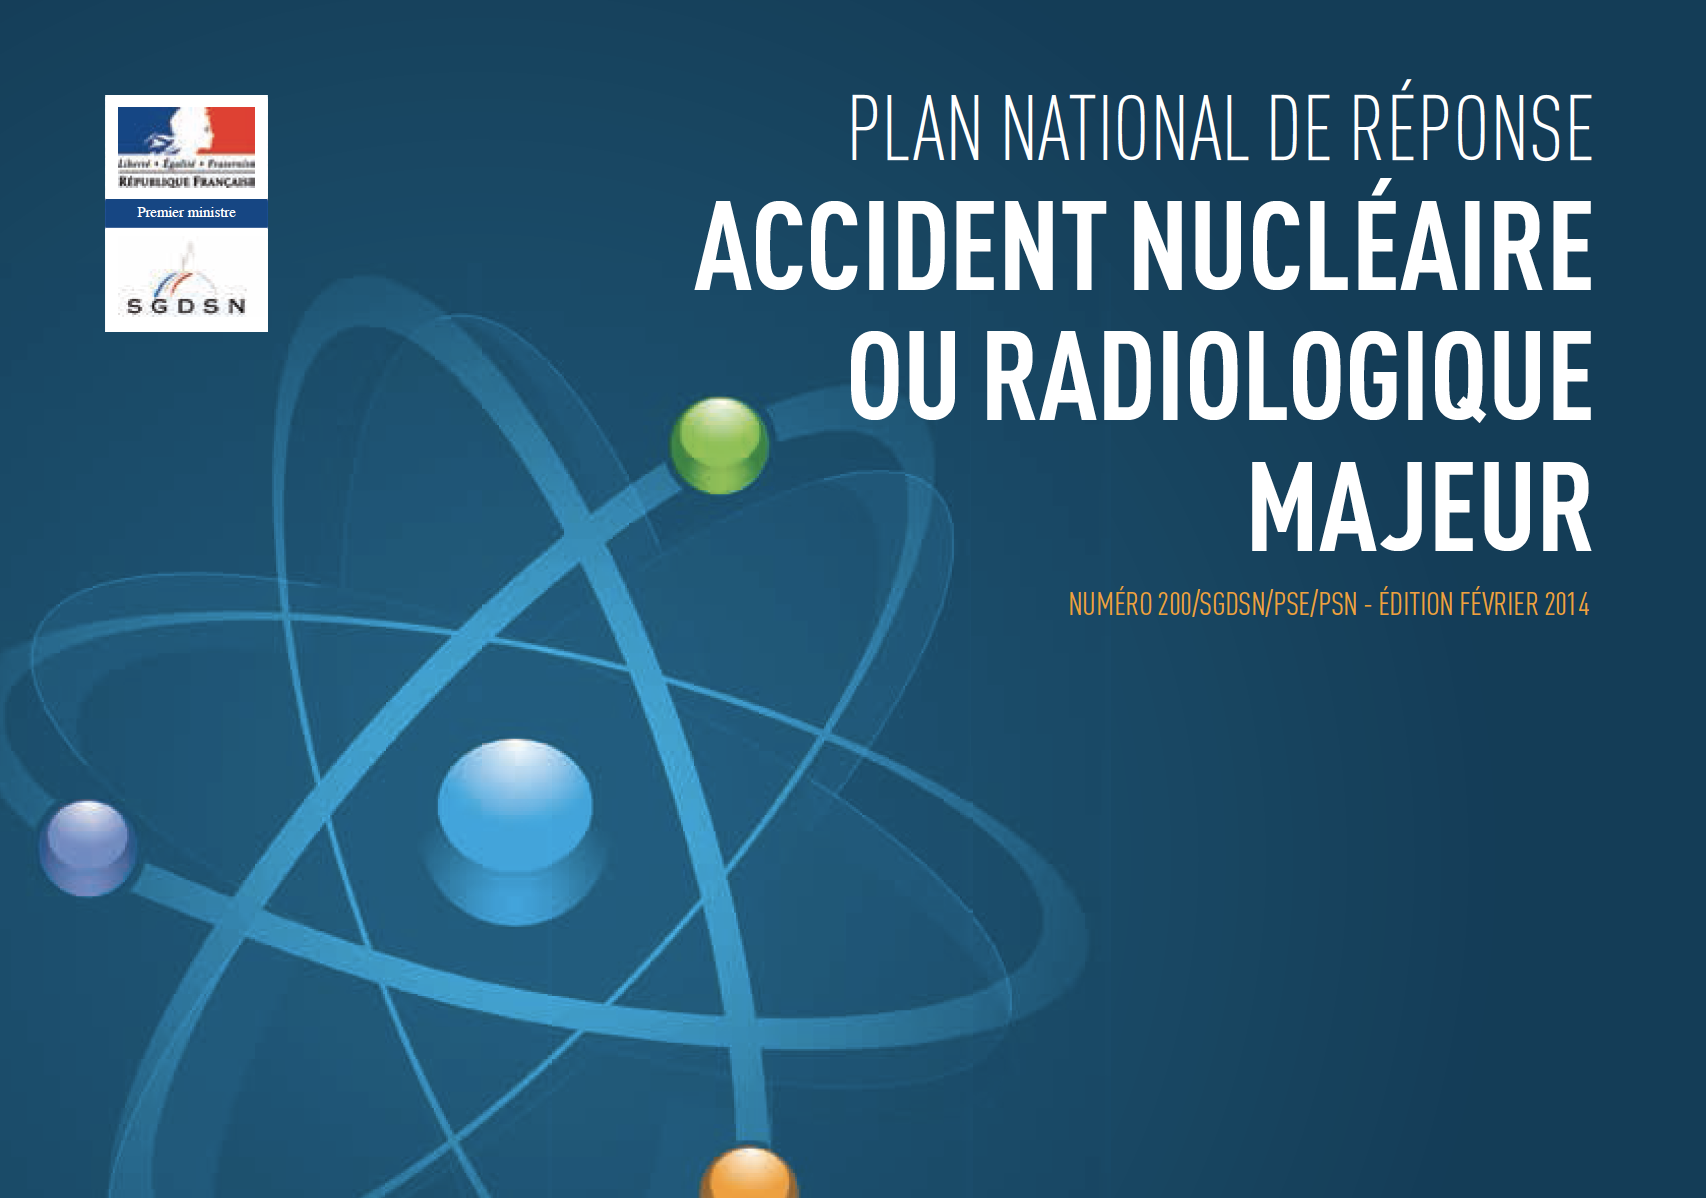 Liberté • Égalité • Fraternité
RÉPUBLIQUE FRANÇAISE
Premier ministre
SGDSN
PLAN NATIONAL DE RÉPONSE
ACCIDENT NUCLÉAIRE
OU RADIOLOGIQUE
MAJEUR
NUMÉRO 200/SGDSN/PSE/PSN - ÉDITION FÉVRIER 2014